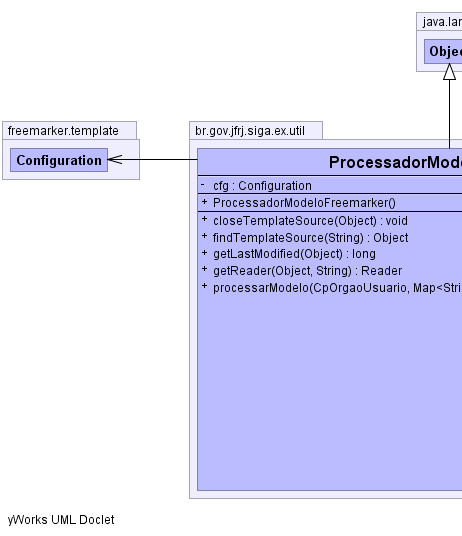 java.lan
Objec
freemarker.template
Configuration
br.gov.jfrj.siga.ex.util
ProcessadorMode
- cfg : Configuration
+ ProcessadorModeloFreemarker()
+ closeTemplateSource(Object) : void
+ findTemplateSource(String) : Object
+ getLastModified(Object) : long
+ getReader(Object, String) : Reader
+ processarModelo(CpOrgaoUsuario, Map<Stri
yWorks UML Doclet